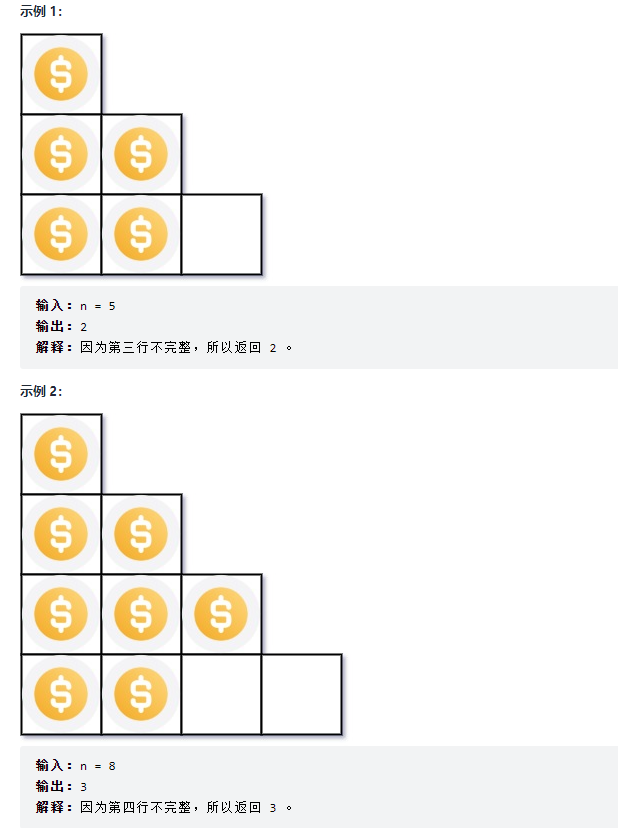 示例 1：
$
$ $
$ $
输入：n = 5
输出：2
解释：因为第三行不完整，所以返回 2 。
示例 2：
$
$ $
$ $ $
$ $
输入：n = 8
输出：3
解释：因为第四行不完整，所以返回 3 。